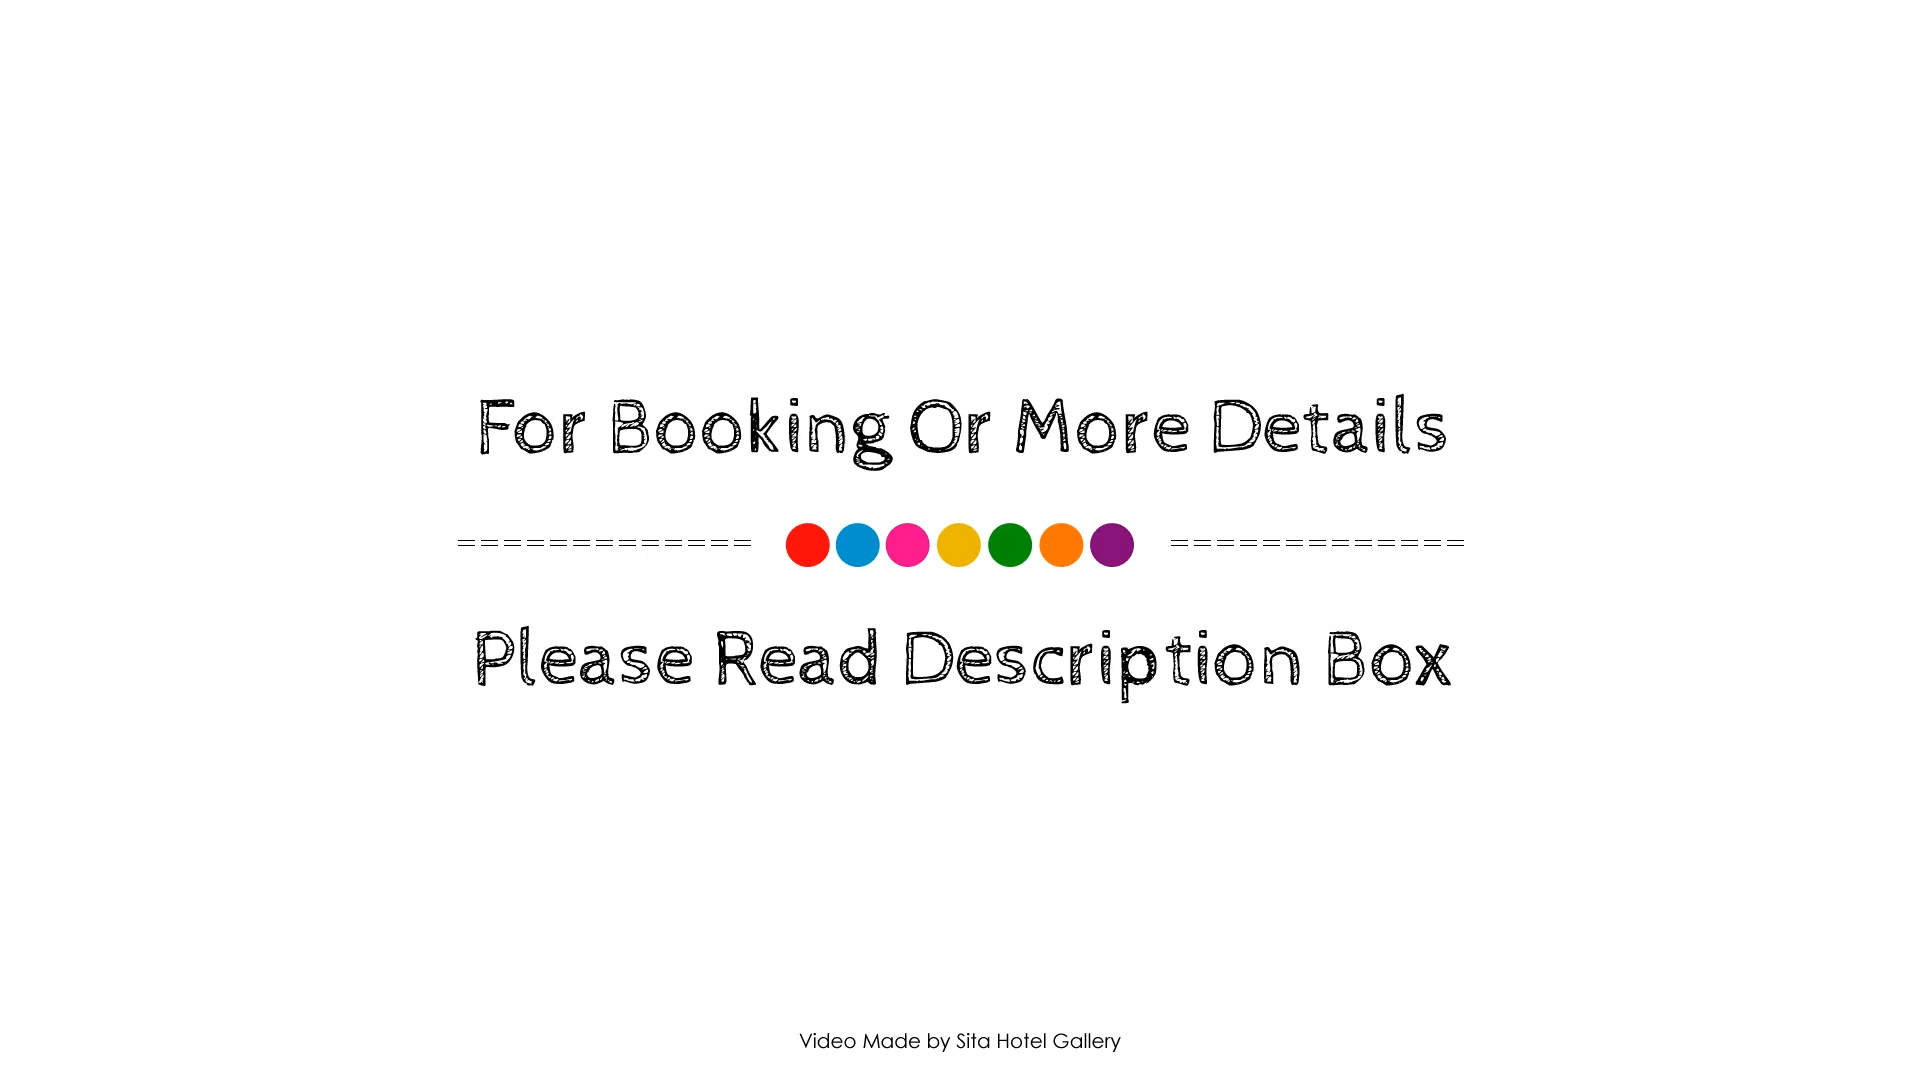 For Booking Or More Details
============= =============
Please Read Description Box
Video Made by Sita Hotel Gallery